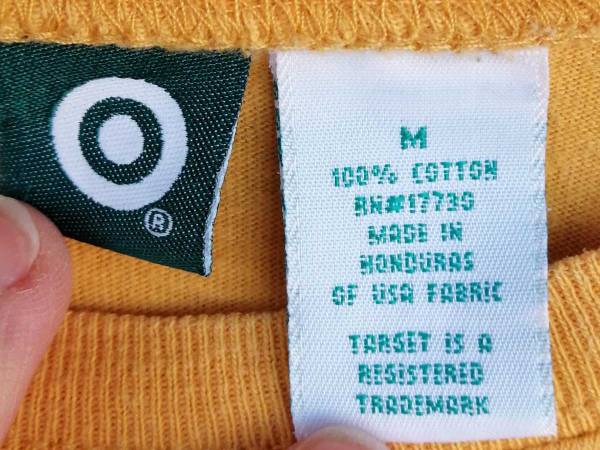 ®
M
100% COTTON
RN#17730
MADE IN
HONDURAS
OF USA FABRIC
TARGET IS A
REGISTERED
TRADEMARK